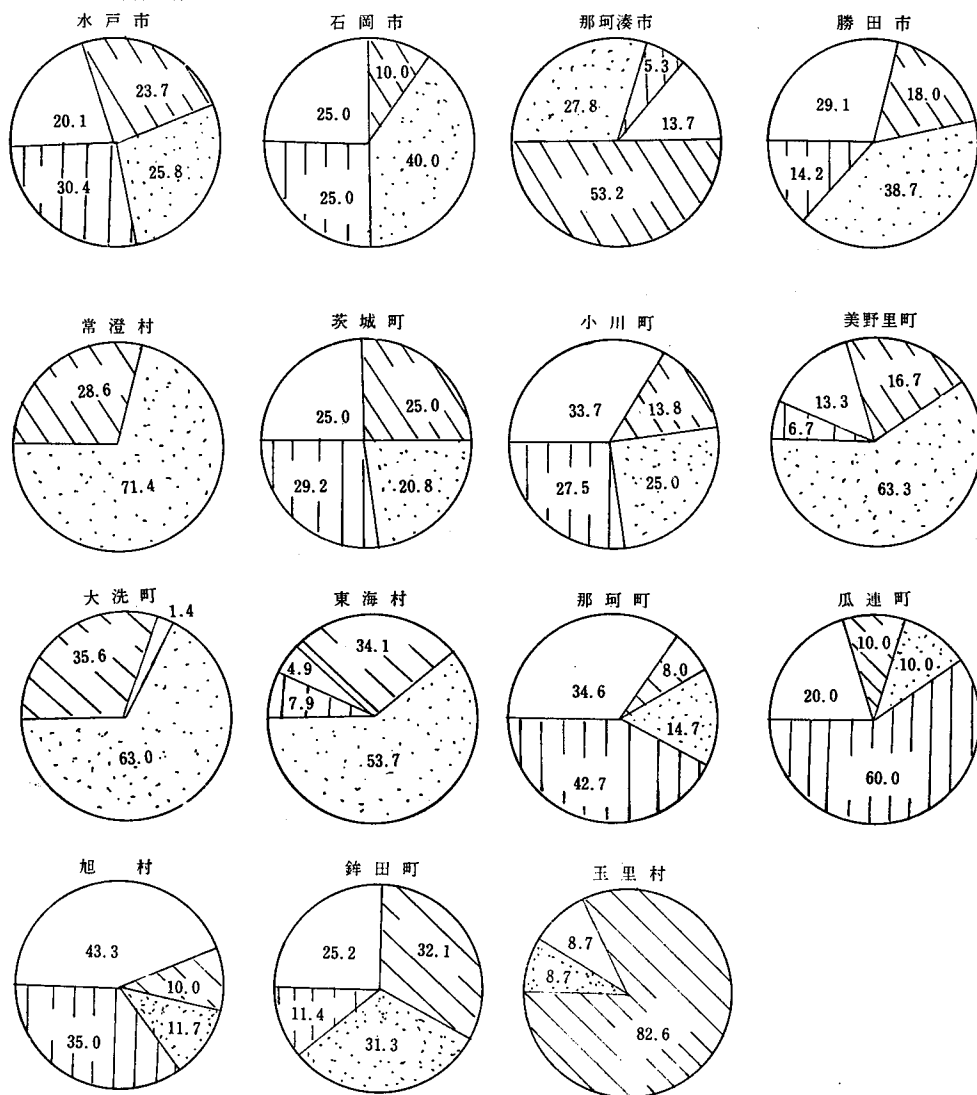 水戸市 石岡市 那珂湊市 勝田市
20.1 23.7 25.8 30.4
25.0 10.0 40.0 25.0
27.8 5.3 13.7 53.2
29.1 18.0 38.7 14.2
常澄村 茨城町 小川町 美野里町
28.6 71.4
25.0 25.0 20.8 29.2
33.7 13.8 25.0 27.5
13.3 16.7 63.3 6.7
大洗町 東海村 那珂町 瓜連町
35.6 1.4 63.0
4.9 34.1 53.7 7.9
34.6 8.0 14.7 42.7
20.0 10.0 10.0 60.0
旭村 鉾田町 玉里村
43.3 10.0 11.7 35.0
25.2 32.1 31.3 11.4
8.7 8.7 82.6